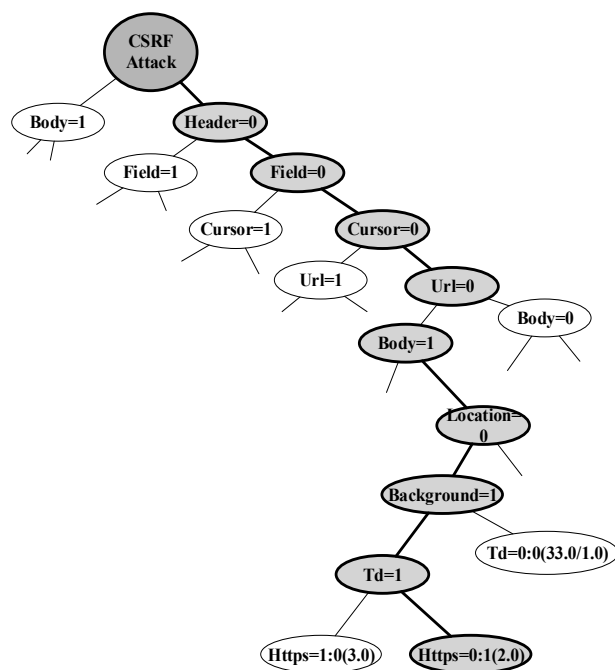 CSRF
Attack
Body=1
Header=0
Field=1
Field=0
Cursor=1
Cursor=0
Url=1
Url=0
Body=0
Body=1
Location=
0
Background=1
Td=0:0(33.0/1.0)
Td=1
Https=1:0(3.0)
Https=0:1(2.0)